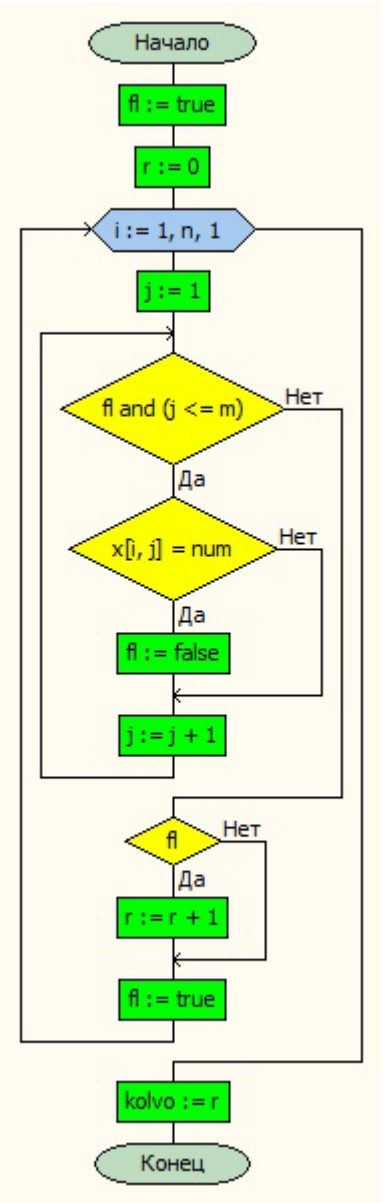 Начало
fl := true
r := 0
i := 1, n, 1
j := 1
fl and (j <= m)
Нет
Да
x[i, j] = num
Нет
Да
fl := false
j := j + 1
fl
Нет
Да
r := r + 1
fl := true
kolvo := r
Конец